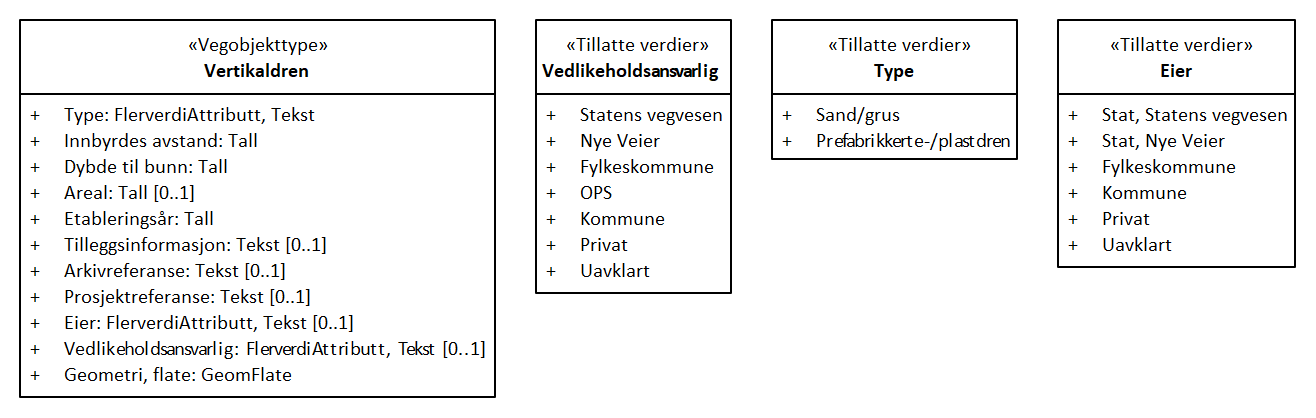 «Vegobjekttype»
Vertikaldren
+ Type: FlerverdiAttributt, Tekst
+ Innbyrdes avstand: Tall
+ Dybde til bunn: Tall
+ Areal: Tall [0..1]
+ Etableringsår: Tall
+ Tilleggsinformasjon: Tekst [0..1]
+ Arkivreferanse: Tekst [0..1]
+ Prosjektreferanse: Tekst [0..1]
+ Eier: FlerverdiAttributt, Tekst [0..1]
+ Vedlikeholdsansvarlig: FlerverdiAttributt, Tekst [0..1]
+ Geometri, flate: GeomFlate
«Tillatte verdier»
Vedlikeholdsansvarlig
+ Statens vegvesen
+ Nye Veier
+ Fylkeskommune
+ OPS
+ Kommune
+ Privat
+ Uavklart
«Tillatte verdier»
Type
+ Sand/grus
+ Prefabrikkerte-/plastdren
«Tillatte verdier»
Eier
+ Stat, Statens vegvesen
+ Stat, Nye Veier
+ Fylkeskommune
+ Kommune
+ Privat
+ Uavklart